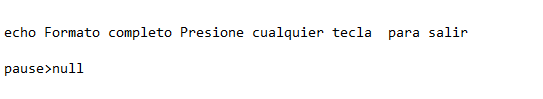 echo Formato completo Presione cualquier tecla  para salir
pause>null